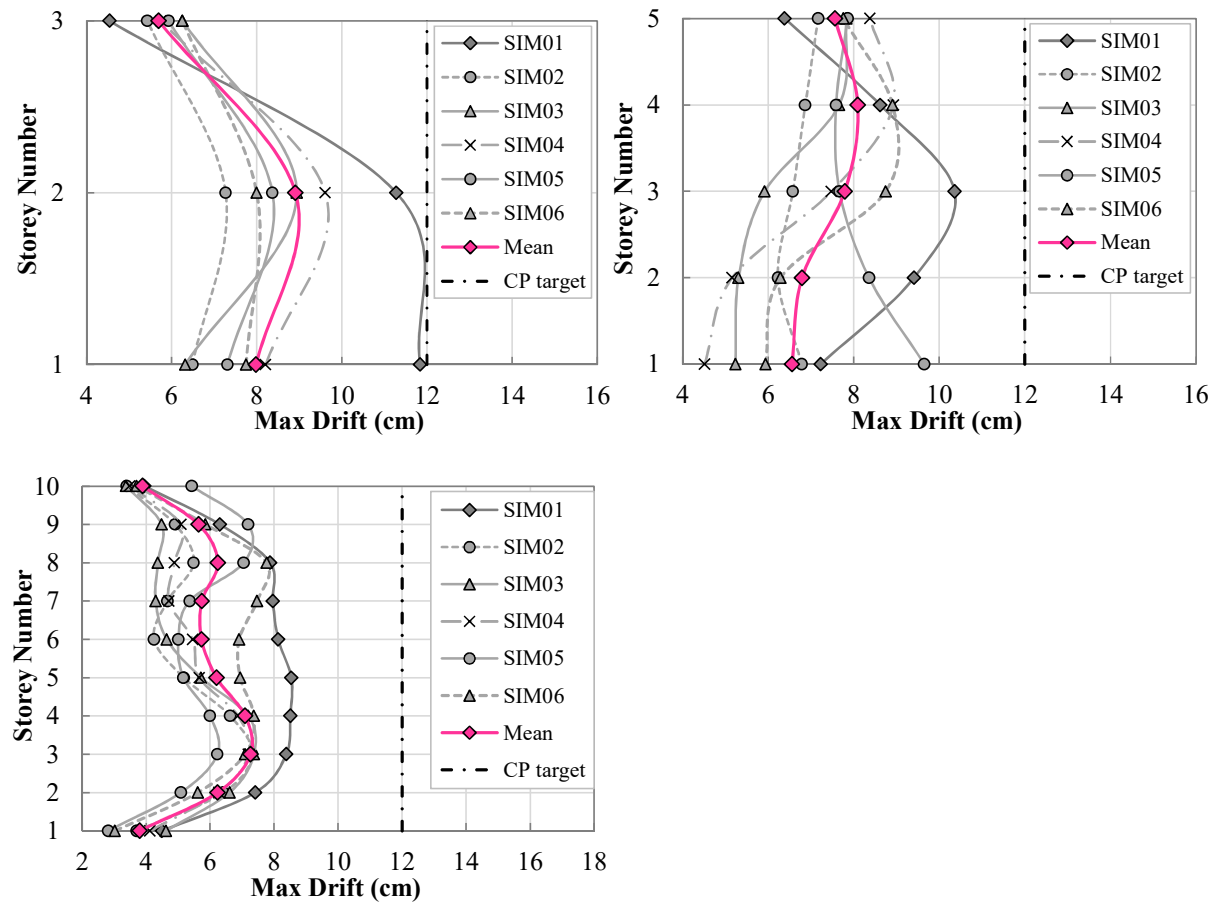 3
2
1
Storey Number
4 6 8 10 12 14 16
Max Drift (cm)
SIM01
SIM02
SIM03
SIM04
SIM05
SIM06
Mean
CP target
5
4
3
2
1
Storey Number
4 6 8 10 12 14 16
Max Drift (cm)
SIM01
SIM02
SIM03
SIM04
SIM05
SIM06
Mean
CP target
10
9
8
7
6
5
4
3
2
1
Storey Number
2 4 6 8 10 12 14 16 18
Max Drift (cm)
SIM01
SIM02
SIM03
SIM04
SIM05
SIM06
Mean
CP target